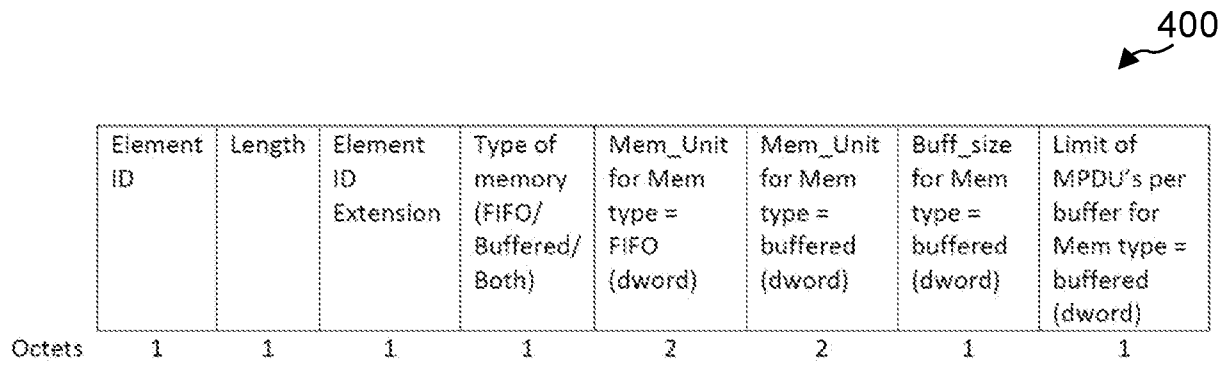 400
Element Length Element Type of Mem_Unit Mem_Unit Buff_size Limit of
ID ID memory for Mem for Mem for Mem MPDU's per
Extension (FIFO/ type = type = type = buffer for
Buffered/ FIFO buffered buffered Mem type =
Both) (dword) (dword) (dword) buffered
(dword)
Octets 1 1 1 1 2 2 1 1